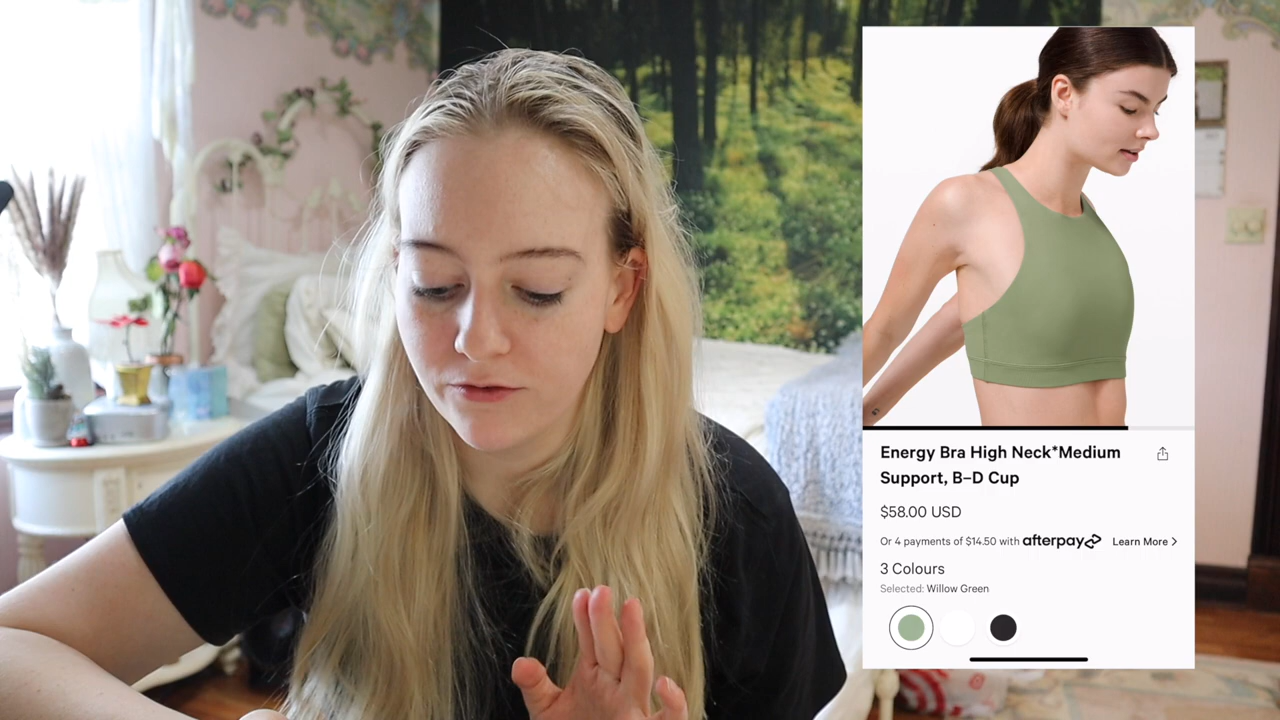 Energy Bra High Neck*Medium
Support, B–D Cup
$58.00 USD
Or 4 payments of $14.50 with afterpay Learn More >
3 Colours
Selected: Willow Green